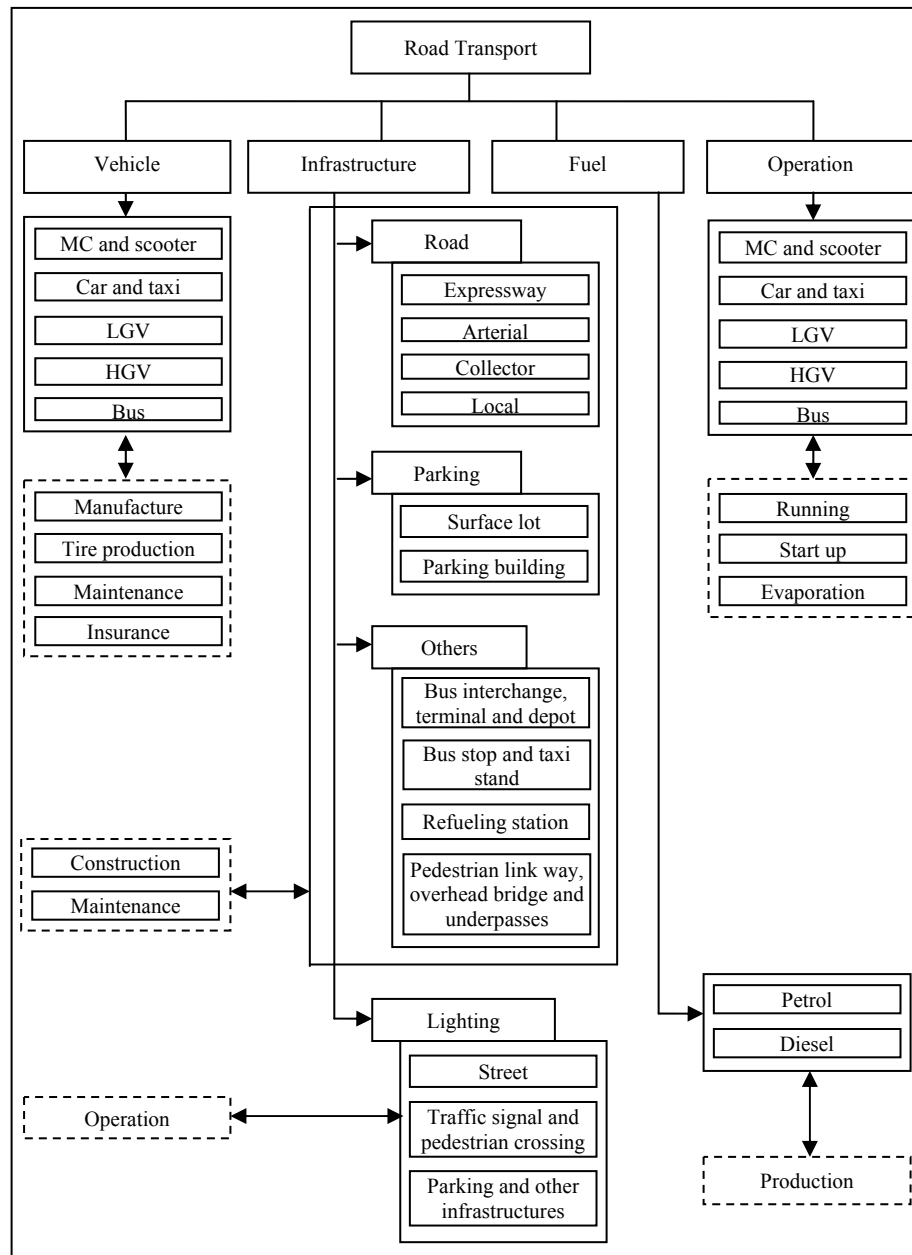 Road Transport
Vehicle
Infrastructure
Fuel
Operation
MC and scooter
Car and taxi
LGV
HGV
Bus
Manufacture
Tire production
Maintenance
Insurance
Road
Expressway
Arterial
Collector
Local
Parking
Surface lot
Parking building
Others
Bus interchange,
terminal and depot
Bus stop and taxi
stand
Refueling station
Pedestrian link way,
overhead bridge and
underpasses
Construction
Maintenance
Lighting
Street
Traffic signal and
pedestrian crossing
Parking and other
infrastructures
Operation
MC and scooter
Car and taxi
LGV
HGV
Bus
Running
Start up
Evaporation
Petrol
Diesel
Production